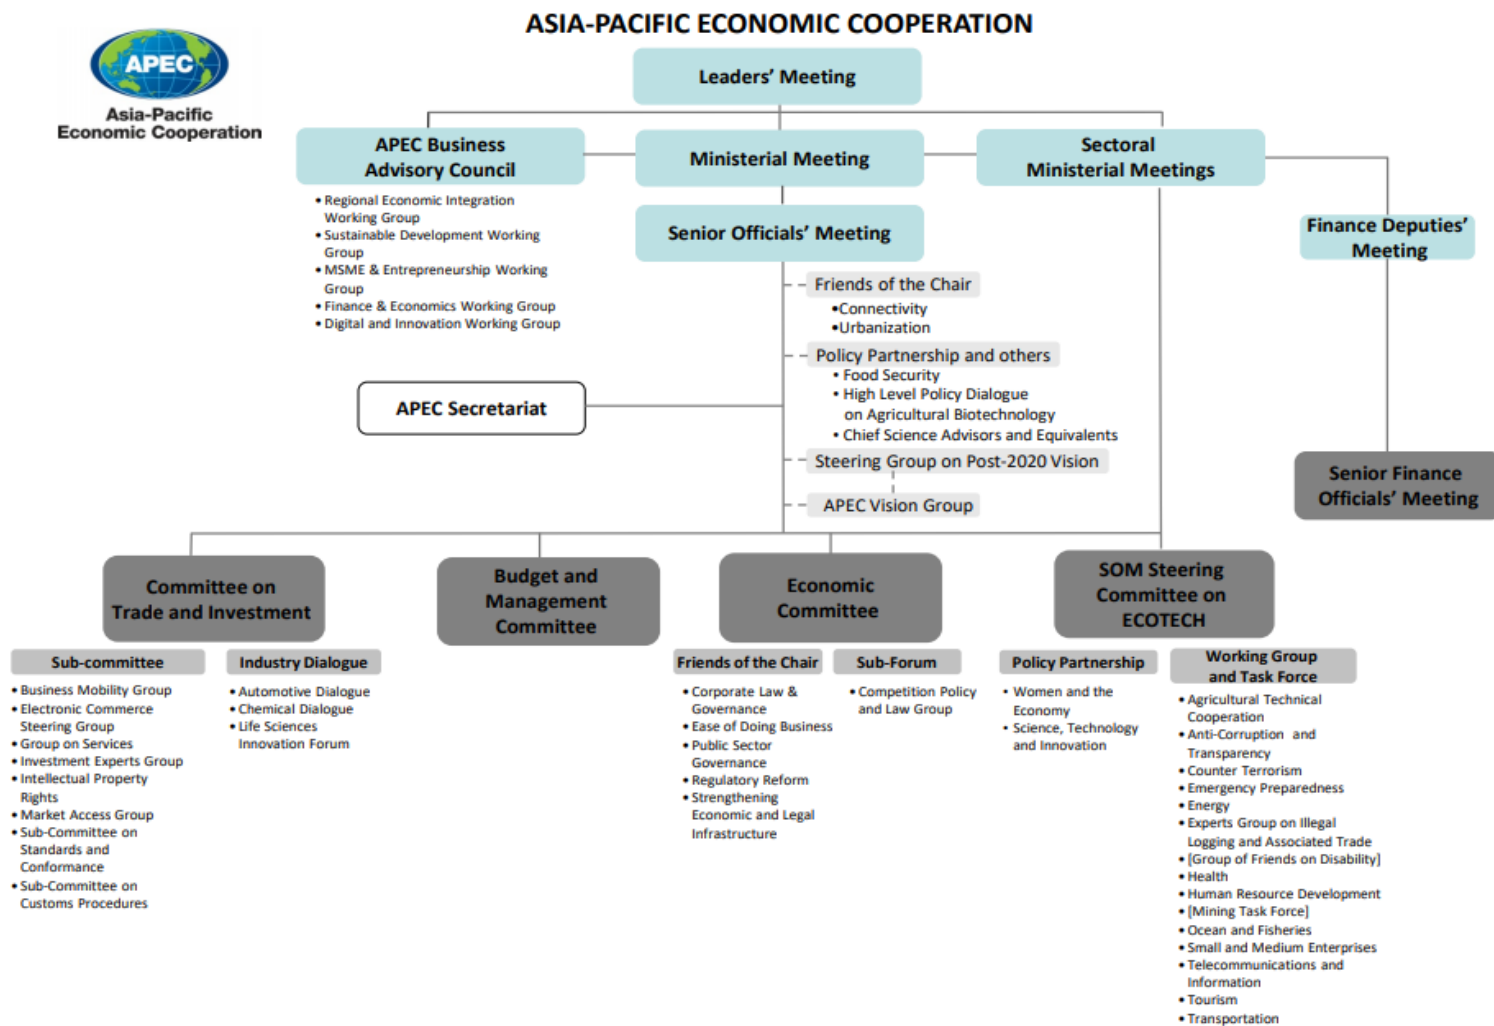 ASIA-PACIFIC ECONOMIC COOPERATION
APEC
Asia-Pacific
Economic Cooperation
Leaders' Meeting
APEC Business
Advisory Council
Ministerial Meeting
Sectoral
Ministerial Meetings
• Regional Economic Integration
Working Group
• Sustainable Development Working
Group
• MSME & Entrepreneurship Working
Group
• Finance & Economics Working Group
• Digital and Innovation Working Group
Senior Officials' Meeting
Finance Deputies'
Meeting
Friends of the Chair
•Connectivity
•Urbanization
Policy Partnership and others
• Food Security
• High Level Policy Dialogue
on Agricultural Biotechnology
• Chief Science Advisors and Equivalents
APEC Secretariat
Steering Group on Post-2020 Vision
APEC Vision Group
Senior Finance
Officials' Meeting
Committee on
Trade and Investment
Budget and
Management
Committee
Economic
Committee
SOM Steering
Committee on
ECOTECH
Sub-committee
• Business Mobility Group
• Electronic Commerce
Steering Group
• Group on Services
• Investment Experts Group
• Intellectual Property
Rights
• Market Access Group
• Sub-Committee on
Standards and
Conformance
• Sub-Committee on
Customs Procedures
Industry Dialogue
• Automotive Dialogue
• Chemical Dialogue
• Life Sciences
Innovation Forum
Friends of the Chair
• Corporate Law &
Governance
• Ease of Doing Business
• Public Sector
Governance
• Regulatory Reform
• Strengthening
Economic and Legal
Infrastructure
Sub-Forum
• Competition Policy
and Law Group
Policy Partnership
• Women and the
Economy
• Science, Technology
and Innovation
Working Group
and Task Force
• Agricultural Technical
Cooperation
• Anti-Corruption and
Transparency
• Counter Terrorism
• Emergency Preparedness
• Energy
• Experts Group on Illegal
Logging and Associated Trade
• [Group of Friends on Disability]
• Health
• Human Resource Development
• [Mining Task Force]
• Ocean and Fisheries
• Small and Medium Enterprises
• Telecommunications and
Information
• Tourism
• Transportation